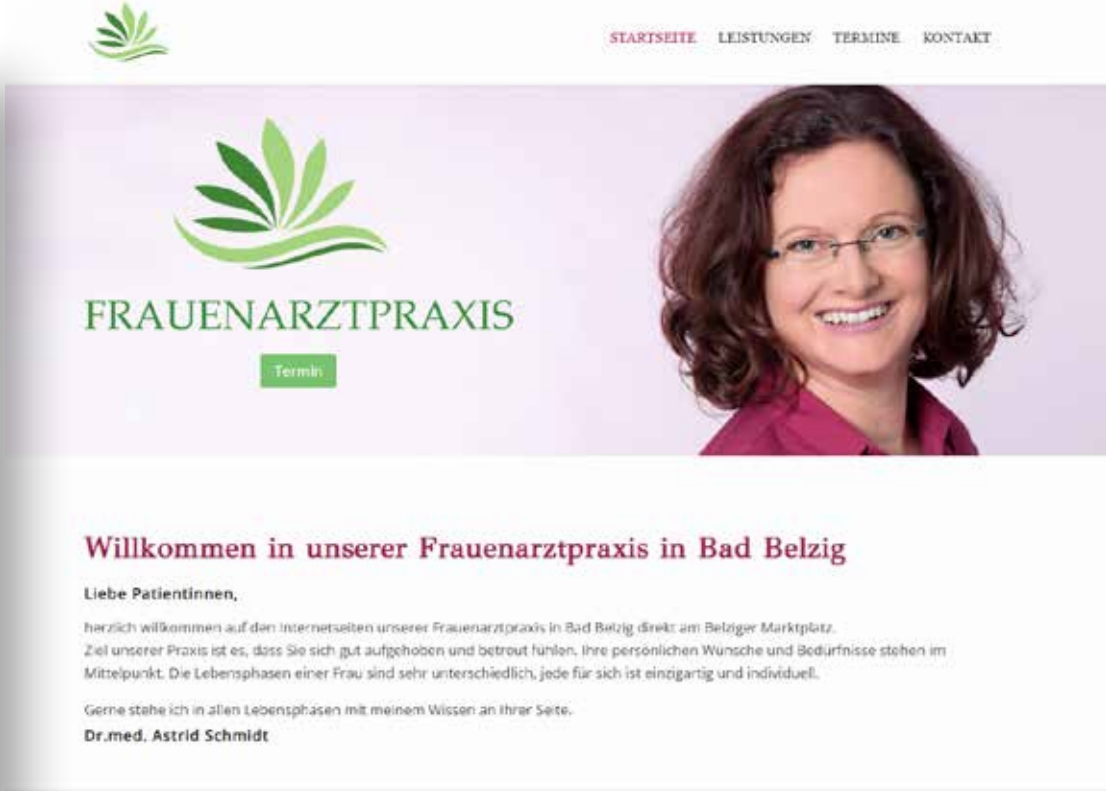 STARTSEITE LEISTUNGEN TERMINE KONTAKT
FRAUENARZTPRAXIS
Termin
Willkommen in unserer Frauenarztpraxis in Bad Belzig
Liebe Patientinnen,
herzlich willkommen auf den Internetseiten unserer Frauenarztpraxis in Bad Belzig direkt am Belziger Marktplatz.
Ziel unserer Praxis ist es, dass Sie sich gut aufgehoben und betreut fühlen. Ihre persönlichen Wünsche und Bedürfnisse stehen im
Mittelpunkt. Die Lebensphasen einer Frau sind sehr unterschiedlich, jede für sich ist einzigartig und individuell.
Gerne stehe ich in allen Lebensphasen mit meinem Wissen an Ihrer Seite.
Dr.med. Astrid Schmidt